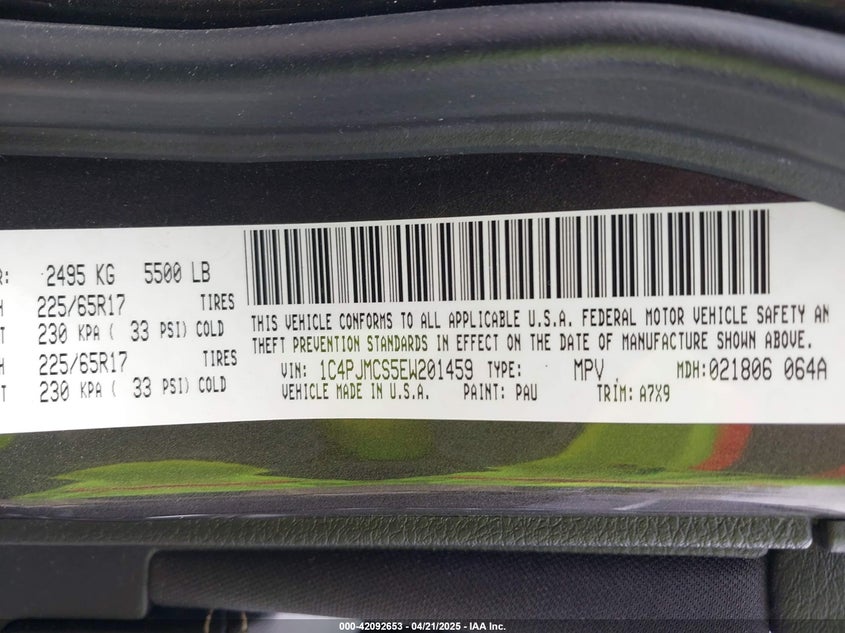 R: 2495 KG 5500 LB
H 225/65R17 TIRES
T 230 KPA ( 33 PSI) COLD
H 225/65R17 TIRES
T 230 KPA ( 33 PSI) COLD
THIS VEHICLE CONFORMS TO ALL APPLICABLE U.S.A. FEDERAL MOTOR VEHICLE SAFETY AN
THEFT PREVENTION STANDARDS IN EFFECT ON THE DATE OF MANUFACTURE SHOWN ABOVE.
VIN: 1C4PJMCS5EW201459 TYPE: MPV MDH:021806 064A
VEHICLE MADE IN U.S.A. PAINT: PAU TRIM: A7X9
000-42092653 - 04/21/2025 - IAA Inc.